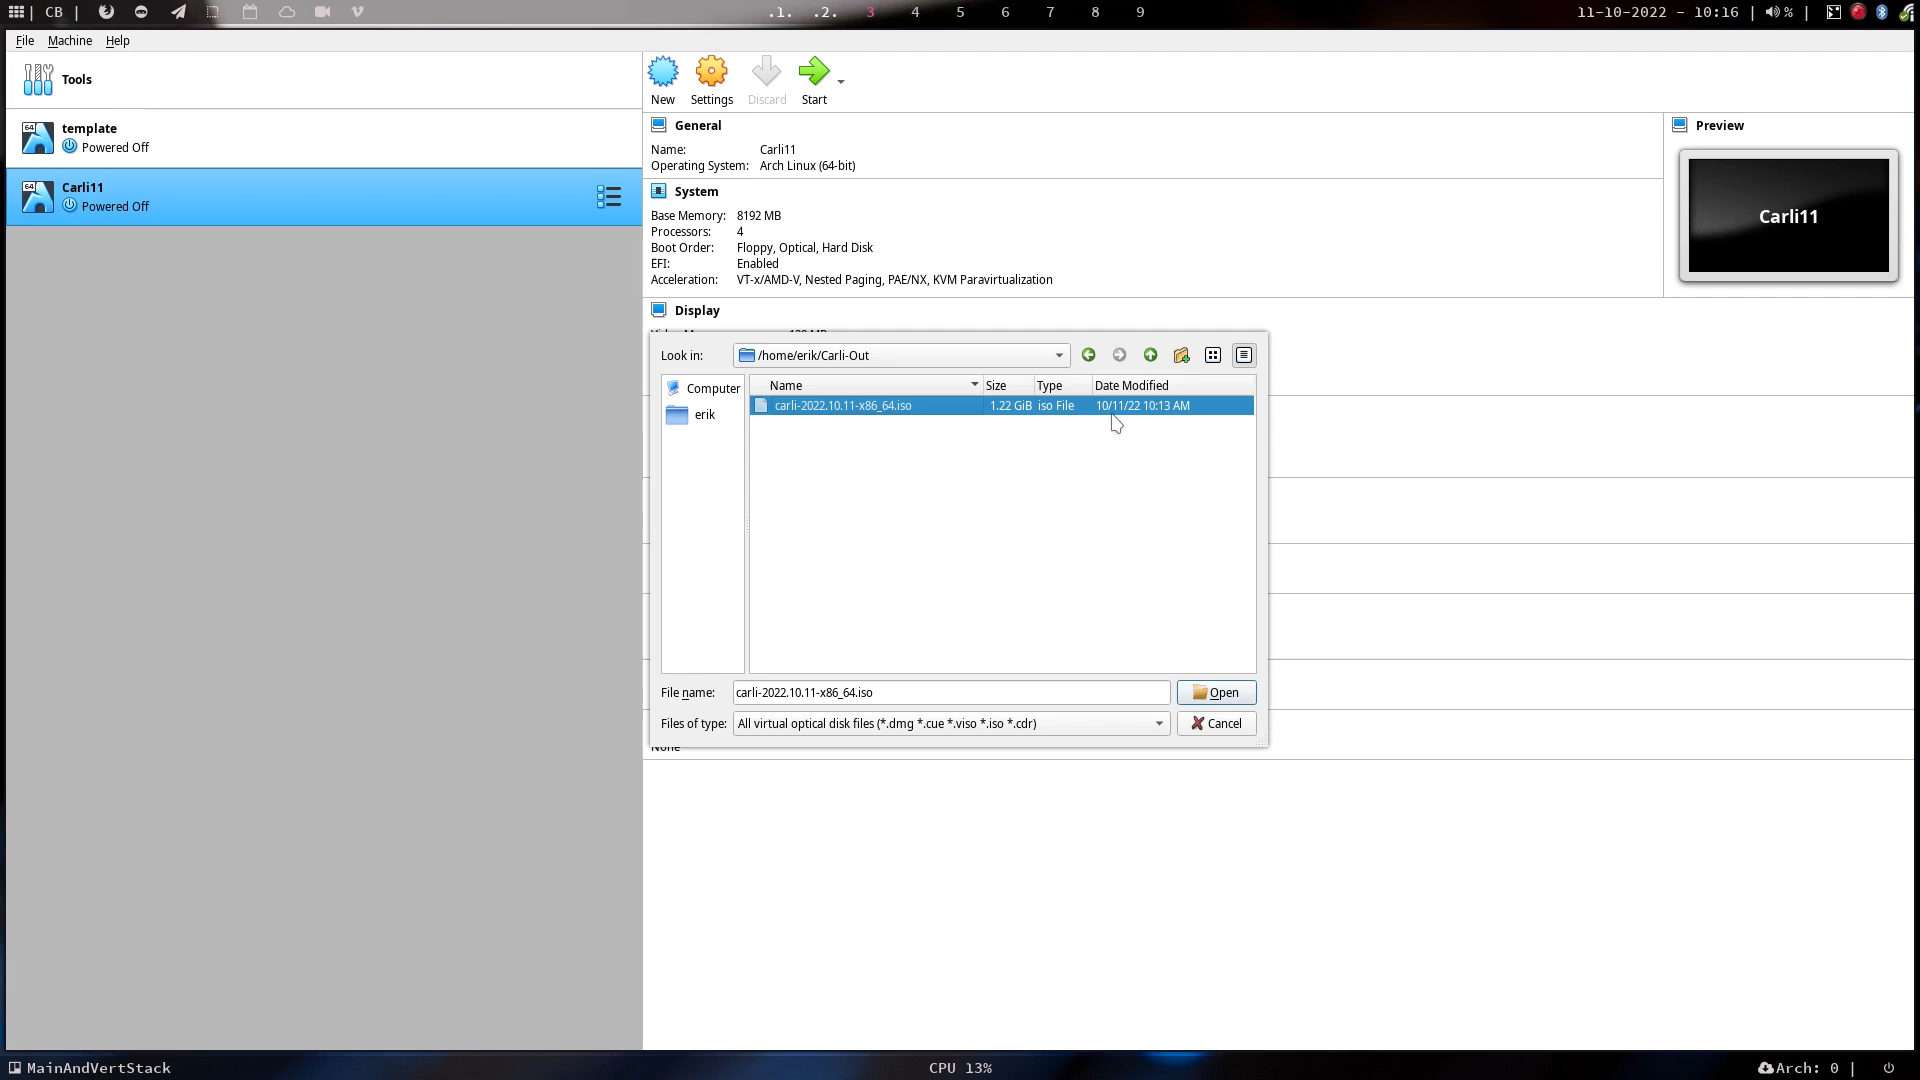 CB
.1. .2. 3 4 5 6 7 8 9
11-10-2022 - 10:16 | %
File Machine Help
Tools
template
Powered Off
Carli11
Powered Off
New Settings Discard Start
General
Name: Carli11
Operating System: Arch Linux (64-bit)
System
Base Memory: 8192 MB
Processors: 4
Boot Order: Floppy, Optical, Hard Disk
EFI: Enabled
Acceleration: VT-x/AMD-V, Nested Paging, PAE/NX, KVM Paravirtualization
Preview
Carli11
Display
Look in: /home/erik/Carli-Out
Computer
erik
Name Size Type Date Modified
carli-2022.10.11-x86_64.iso 1.22 GiB iso File 10/11/22 10:13 AM
File name: carli-2022.10.11-x86_64.iso
Open
Files of type: All virtual optical disk files (*.dmg *.cue *.viso *.iso *.cdr)
Cancel
None
MainAndVertStack
CPU 13%
Arch: 0 |